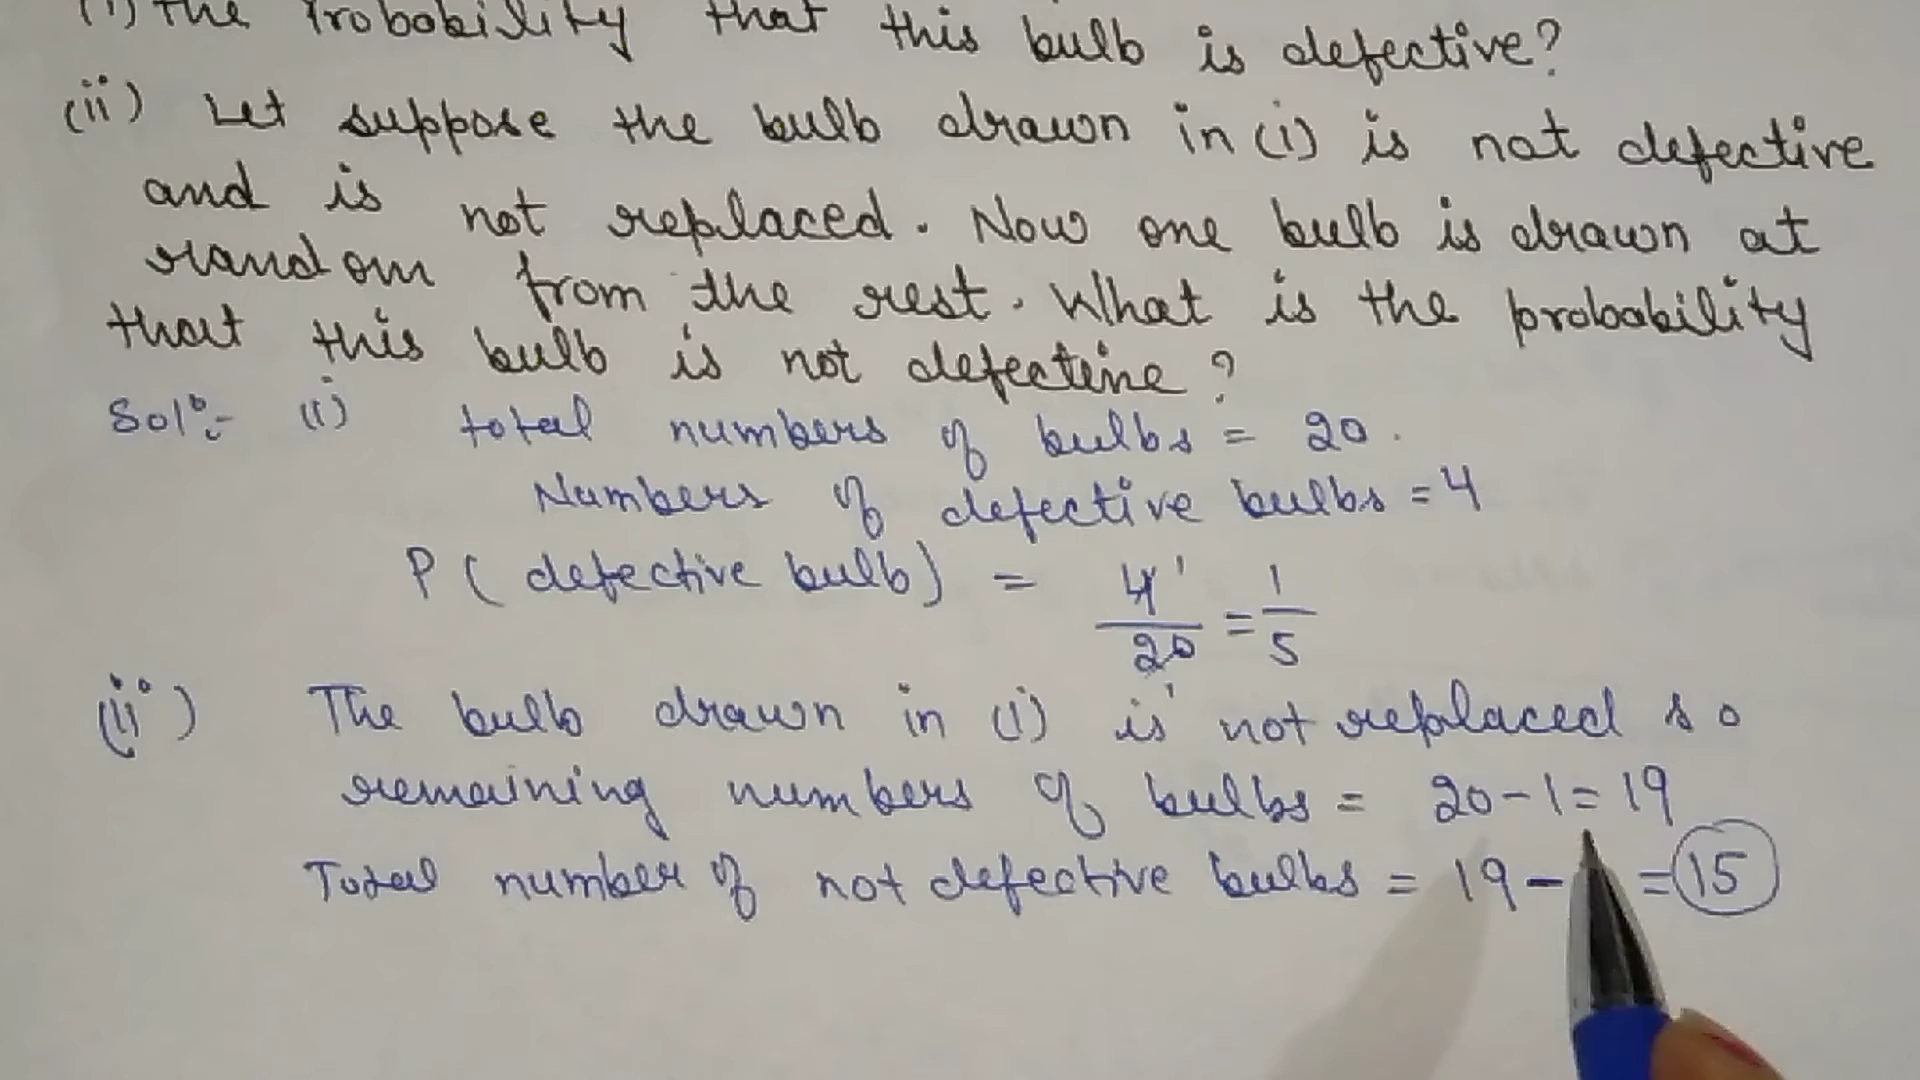 (i) The Probability that this bulb is defective?
(ii) Let suppose the bulb drawn in (i) is not defective
and is not replaced. Now one bulb is drawn at
random from the rest. What is the probability
that this bulb is not defective?
Sol:- (i) total numbers of bulbs = 20.
Numbers of defective bulbs = 4
P (defective bulb) = 4/20 = 1/5
(ii) The bulb drawn in (i) is not replaced so
remaining numbers of bulbs = 20-1 = 19
Total number of not defective bulbs = 19 - = 15